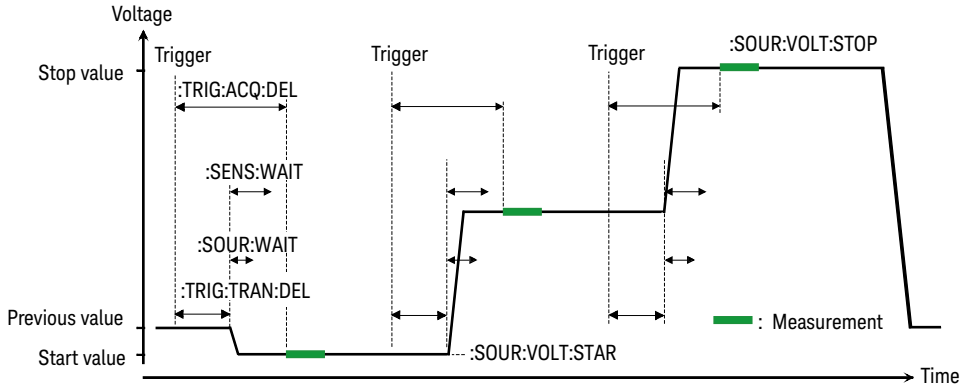 Voltage
Trigger
Trigger
Trigger
:SOUR:VOLT:STOP
Stop value
:TRIG:ACQ:DEL
:SENS:WAIT
:SOUR:WAIT
:TRIG:TRAN:DEL
Previous value
: Measurement
Start value
:SOUR:VOLT:STAR
Time